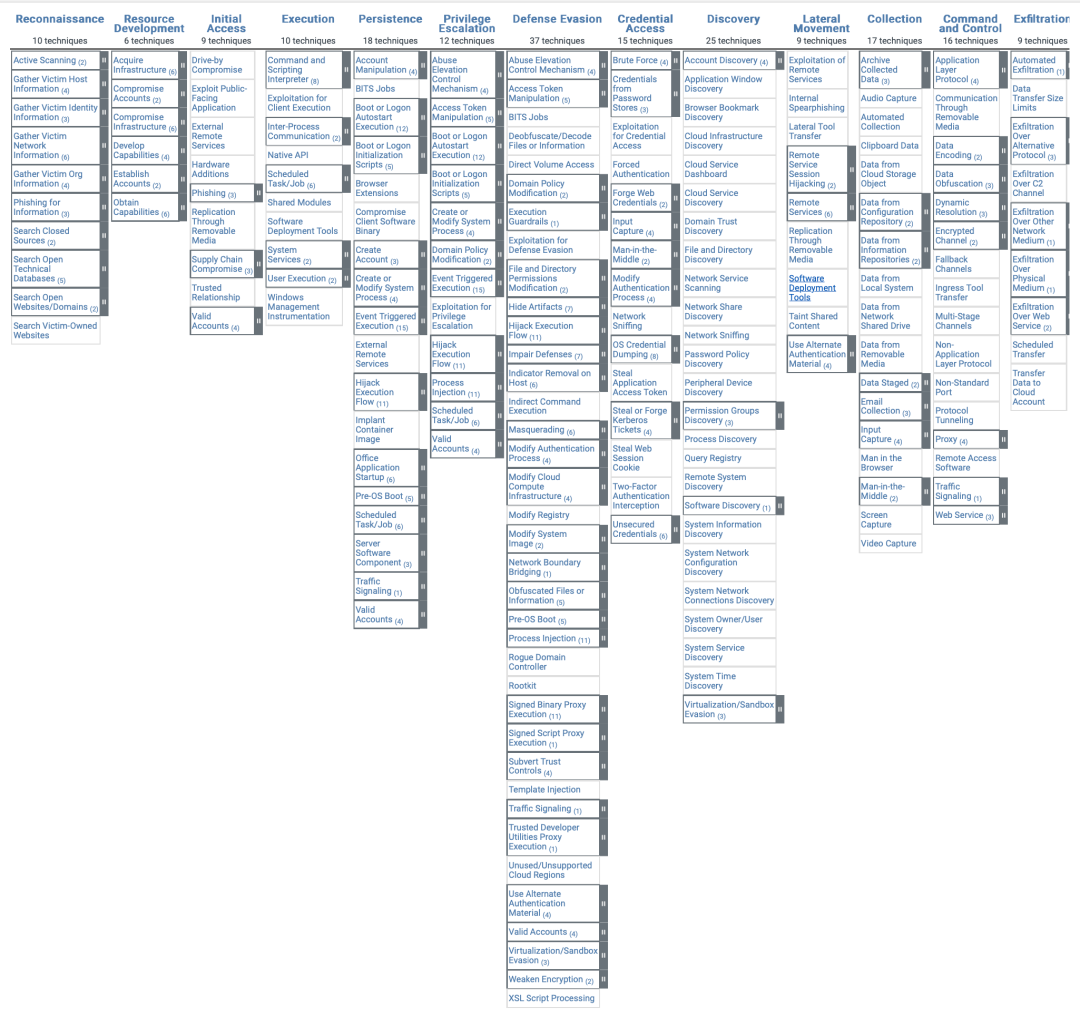 Reconnaissance
10 techniques
Active Scanning (2)
Gather Victim Host
Information (4)
Gather Victim Identity
Information (3)
Gather Victim
Network
Information (6)
Gather Victim Org
Information (4)
Phishing for
Information (3)
Search Closed
Sources (2)
Search Open
Technical
Databases (5)
Search Open
Websites/Domains (2)
Search Victim-Owned
Websites
Resource
Development
6 techniques
Acquire
Infrastructure (6)
Compromise
Accounts (2)
Compromise
Infrastructure (6)
Develop
Capabilities (4)
Establish
Accounts (2)
Obtain
Capabilities (6)
Initial
Access
9 techniques
Drive-by
Compromise
Exploit Public-
Facing
Application
External
Remote
Services
Hardware
Additions
Phishing (3)
Replication
Through
Removable
Media
Supply Chain
Compromise (3)
Trusted
Relationship
Valid
Accounts (4)
Execution
10 techniques
Command and
Scripting
Interpreter (8)
Exploitation for
Client Execution
Inter-Process
Communication (2)
Native API
Scheduled
Task/Job (6)
Shared Modules
Software
Deployment Tools
System
Services (2)
User Execution (2)
Windows
Management
Instrumentation
Persistence
18 techniques
Account
Manipulation (4)
BITS Jobs
Boot or Logon
Autostart
Execution (12)
Boot or Logon
Initialization
Scripts (5)
Browser
Extensions
Compromise
Client Software
Binary
Create
Account (3)
Create or
Modify System
Process (4)
Event Triggered
Execution (15)
External
Remote
Services
Hijack
Execution
Flow (11)
Implant
Container
Image
Office
Application
Startup (6)
Pre-OS Boot (5)
Scheduled
Task/Job (6)
Server
Software
Component (3)
Traffic
Signaling (1)
Valid
Accounts (4)
Privilege
Escalation
12 techniques
Abuse
Elevation
Control
Mechanism (4)
Access Token
Manipulation (5)
Boot or Logon
Autostart
Execution (12)
Boot or Logon
Initialization
Scripts (5)
Create or
Modify System
Process (4)
Domain Policy
Modification (2)
Event Triggered
Execution (15)
Exploitation for
Privilege
Escalation
Hijack
Execution
Flow (11)
Process
Injection (11)
Scheduled
Task/Job (6)
Valid
Accounts (4)
Defense Evasion
37 techniques
Abuse Elevation
Control Mechanism (4)
Access Token
Manipulation (5)
BITS Jobs
Deobfuscate/Decode
Files or Information
Direct Volume Access
Domain Policy
Modification (2)
Execution
Guardrails (1)
Exploitation for
Defense Evasion
File and Directory
Permissions
Modification (2)
Hide Artifacts (7)
Hijack Execution
Flow (11)
Impair Defenses (7)
Indicator Removal on
Host (6)
Indirect Command
Execution
Masquerading (6)
Modify Authentication
Process (4)
Modify Cloud
Compute
Infrastructure (4)
Modify Registry
Modify System
Image (2)
Network Boundary
Bridging (1)
Obfuscated Files or
Information (5)
Pre-OS Boot (5)
Process Injection (11)
Rogue Domain
Controller
Rootkit
Signed Binary Proxy
Execution (11)
Signed Script Proxy
Execution (1)
Subvert Trust
Controls (4)
Template Injection
Traffic Signaling (1)
Trusted Developer
Utilities Proxy
Execution (1)
Unused/Unsupported
Cloud Regions
Use Alternate
Authentication
Material (4)
Valid Accounts (4)
Virtualization/Sandbox
Evasion (3)
Weaken Encryption (2)
XSL Script Processing
Credential
Access
15 techniques
Brute Force (4)
Credentials
from
Password
Stores (3)
Exploitation
for Credential
Access
Forced
Authentication
Forge Web
Credentials (2)
Input
Capture (4)
Man-in-the-
Middle (2)
Modify
Authentication
Process (4)
Network
Sniffing
OS Credential
Dumping (8)
Steal
Application
Access Token
Steal or Forge
Kerberos
Tickets (4)
Steal Web
Session
Cookie
Two-Factor
Authentication
Interception
Unsecured
Credentials (6)
Discovery
25 techniques
Account Discovery (4)
Application Window
Discovery
Browser Bookmark
Discovery
Cloud Infrastructure
Discovery
Cloud Service
Dashboard
Cloud Service
Discovery
Domain Trust
Discovery
File and Directory
Discovery
Network Service
Scanning
Network Share
Discovery
Network Sniffing
Password Policy
Discovery
Peripheral Device
Discovery
Permission Groups
Discovery (3)
Process Discovery
Query Registry
Remote System
Discovery
Software Discovery (1)
System Information
Discovery
System Network
Configuration
Discovery
System Network
Connections Discovery
System Owner/User
Discovery
System Service
Discovery
System Time
Discovery
Virtualization/Sandbox
Evasion (3)
Lateral
Movement
9 techniques
Exploitation of
Remote
Services
Internal
Spearphishing
Lateral Tool
Transfer
Remote
Service
Session
Hijacking (2)
Remote
Services (6)
Replication
Through
Removable
Media
Software
Deployment
Tools
Taint Shared
Content
Use Alternate
Authentication
Material (4)
Collection
17 techniques
Archive
Collected
Data (3)
Audio Capture
Automated
Collection
Clipboard Data
Data from
Cloud Storage
Object
Data from
Configuration
Repository (2)
Data from
Information
Repositories (2)
Data from
Local System
Data from
Network
Shared Drive
Data from
Removable
Media
Data Staged (2)
Email
Collection (3)
Input
Capture (4)
Man in the
Browser
Man-in-the-
Middle (2)
Screen
Capture
Video Capture
Command
and Control
16 techniques
Application
Layer
Protocol (4)
Communication
Through
Removable
Media
Data
Encoding (2)
Data
Obfuscation (3)
Dynamic
Resolution (3)
Encrypted
Channel (2)
Fallback
Channels
Ingress Tool
Transfer
Multi-Stage
Channels
Non-
Application
Layer Protocol
Non-Standard
Port
Protocol
Tunneling
Proxy (4)
Remote Access
Software
Traffic
Signaling (1)
Web Service (3)
Exfiltration
9 techniques
Automated
Exfiltration (1)
Data
Transfer Size
Limits
Exfiltration
Over
Alternative
Protocol (3)
Exfiltration
Over C2
Channel
Exfiltration
Over Other
Network
Medium (1)
Exfiltration
Over
Physical
Medium (1)
Exfiltration
Over Web
Service (2)
Scheduled
Transfer
Transfer
Data to
Cloud
Account